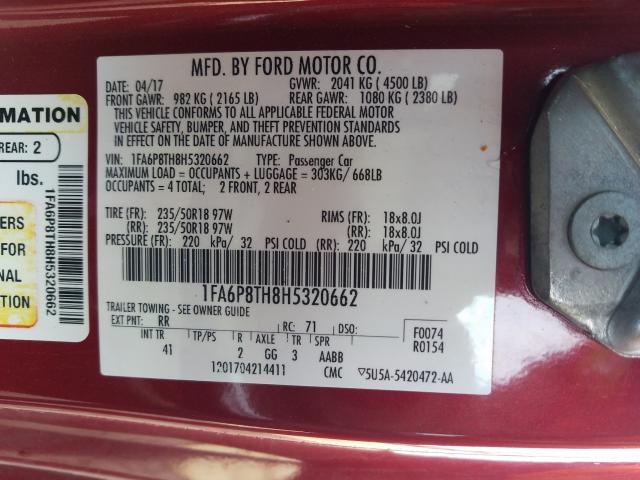 MFD. BY FORD MOTOR CO.
DATE: 04/17 GVWR: 2041 KG ( 4500 LB)
FRONT GAWR: 982 KG ( 2165 LB) REAR GAWR: 1080 KG ( 2380 LB)
THIS VEHICLE CONFORMS TO ALL APPLICABLE FEDERAL MOTOR
VEHICLE SAFETY, BUMPER, AND THEFT PREVENTION STANDARDS
IN EFFECT ON THE DATE OF MANUFACTURE SHOWN ABOVE.
VIN: 1FA6P8TH8H5320662 TYPE: Passenger Car
MAXIMUM LOAD = OCCUPANTS + LUGGAGE = 303KG/ 668LB
OCCUPANTS = 4 TOTAL; 2 FRONT, 2 REAR
TIRE (FR): 235/50R18 97W RIMS (FR): 18x8.0J
(RR): 235/50R18 97W (RR): 18x8.0J
PRESSURE (FR): 220 kPa/ 32 PSI COLD (RR): 220 kPa/ 32 PSI COLD
1FA6P8TH8H5320662
TRAILER TOWING - SEE OWNER GUIDE
EXT PNT: RR RC: 71 DSO:
INT TR TP/PS R AXLE TR SPR
41 2 GG 3 AABB
F0074
R0154
1201704214411 CMC ▽5U5A-5420472-AA
RMATION
REAR: 2
lbs.
ERS
FOR
NAL
TION
1FA6P8TH8H5320662